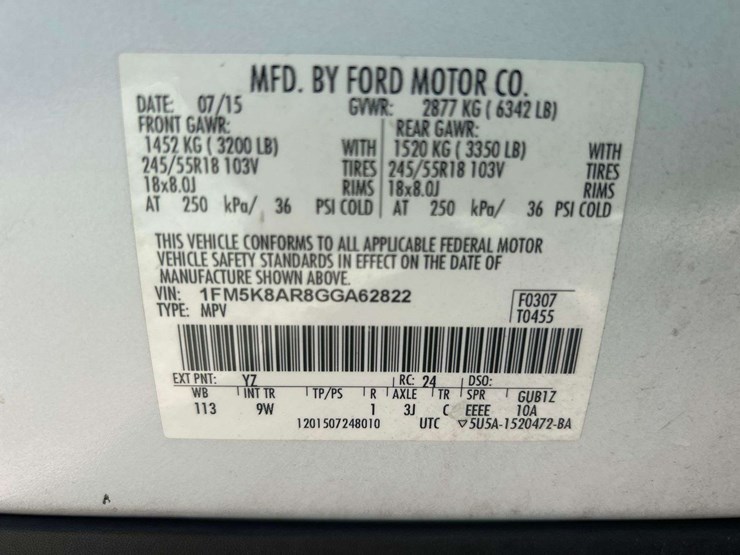 MFD. BY FORD MOTOR CO.
DATE: 07/15 GVWR: 2877 KG ( 6342 LB)
FRONT GAWR: REAR GAWR:
1452 KG ( 3200 LB) WITH 1520 KG ( 3350 LB) WITH
245/55R18 103V TIRES 245/55R18 103V TIRES
18x8.0J RIMS 18x8.0J RIMS
AT 250 kPa/ 36 PSI COLD AT 250 kPa/ 36 PSI COLD
THIS VEHICLE CONFORMS TO ALL APPLICABLE FEDERAL MOTOR
VEHICLE SAFETY STANDARDS IN EFFECT ON THE DATE OF
MANUFACTURE SHOWN ABOVE.
VIN: 1FM5K8AR8GGA62822 F0307
TYPE: MPV T0455
EXT PNT: YZ RC: 24 DSO:
WB INT TR TP/PS R AXLE TR SPR GUB1Z
113 9W 1 3J C EEEE 10A
1201507248010 UTC ▽5U5A-1520472-BA